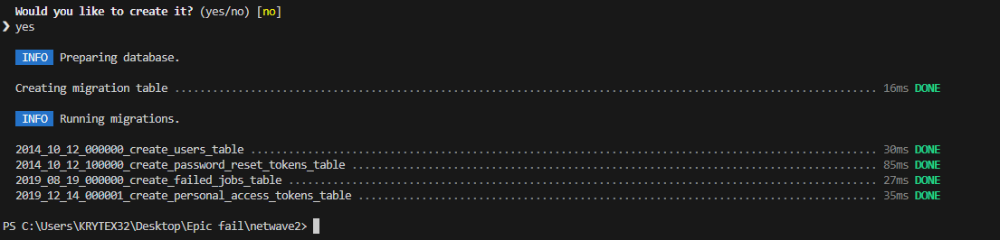 Would you like to create it? (yes/no) [no]
❯ yes
INFO Preparing database.
Creating migration table ............................................................................................................... 16ms DONE
INFO Running migrations.
2014_10_12_000000_create_users_table ................................................................................................... 30ms DONE
2014_10_12_100000_create_password_reset_tokens_table ................................................................................... 85ms DONE
2019_08_19_000000_create_failed_jobs_table ............................................................................................. 27ms DONE
2019_12_14_000001_create_personal_access_tokens_table .................................................................................. 35ms DONE
PS C:\Users\KRYTEX32\Desktop\Epic fail\netwave2>